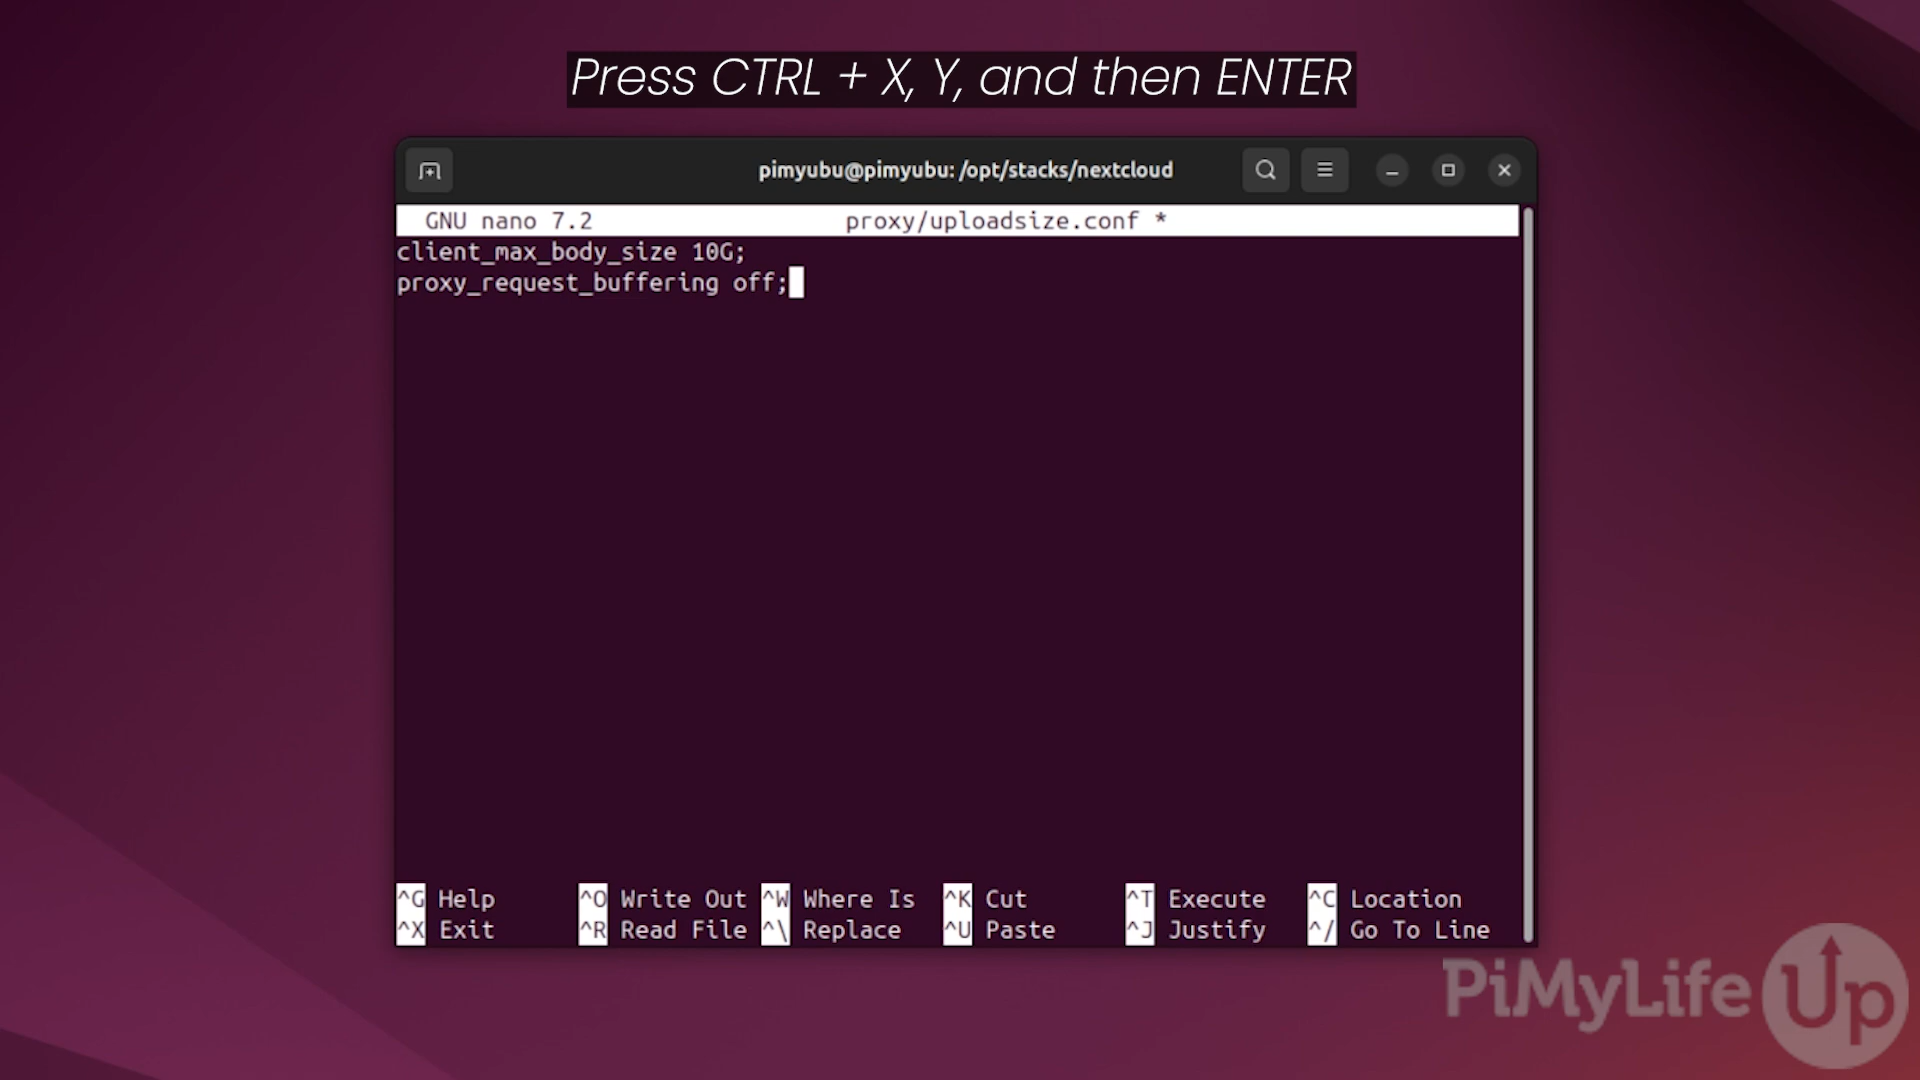 Press CTRL + X, Y, and then ENTER
pimyubu@pimyubu: /opt/stacks/nextcloud
GNU nano 7.2 proxy/uploadsize.conf *
client_max_body_size 10G;
proxy_request_buffering off;
^G Help ^O Write Out ^W Where Is ^K Cut ^T Execute ^C Location
^X Exit ^R Read File ^\ Replace ^U Paste ^J Justify ^/ Go To Line
PiMyLifeUp